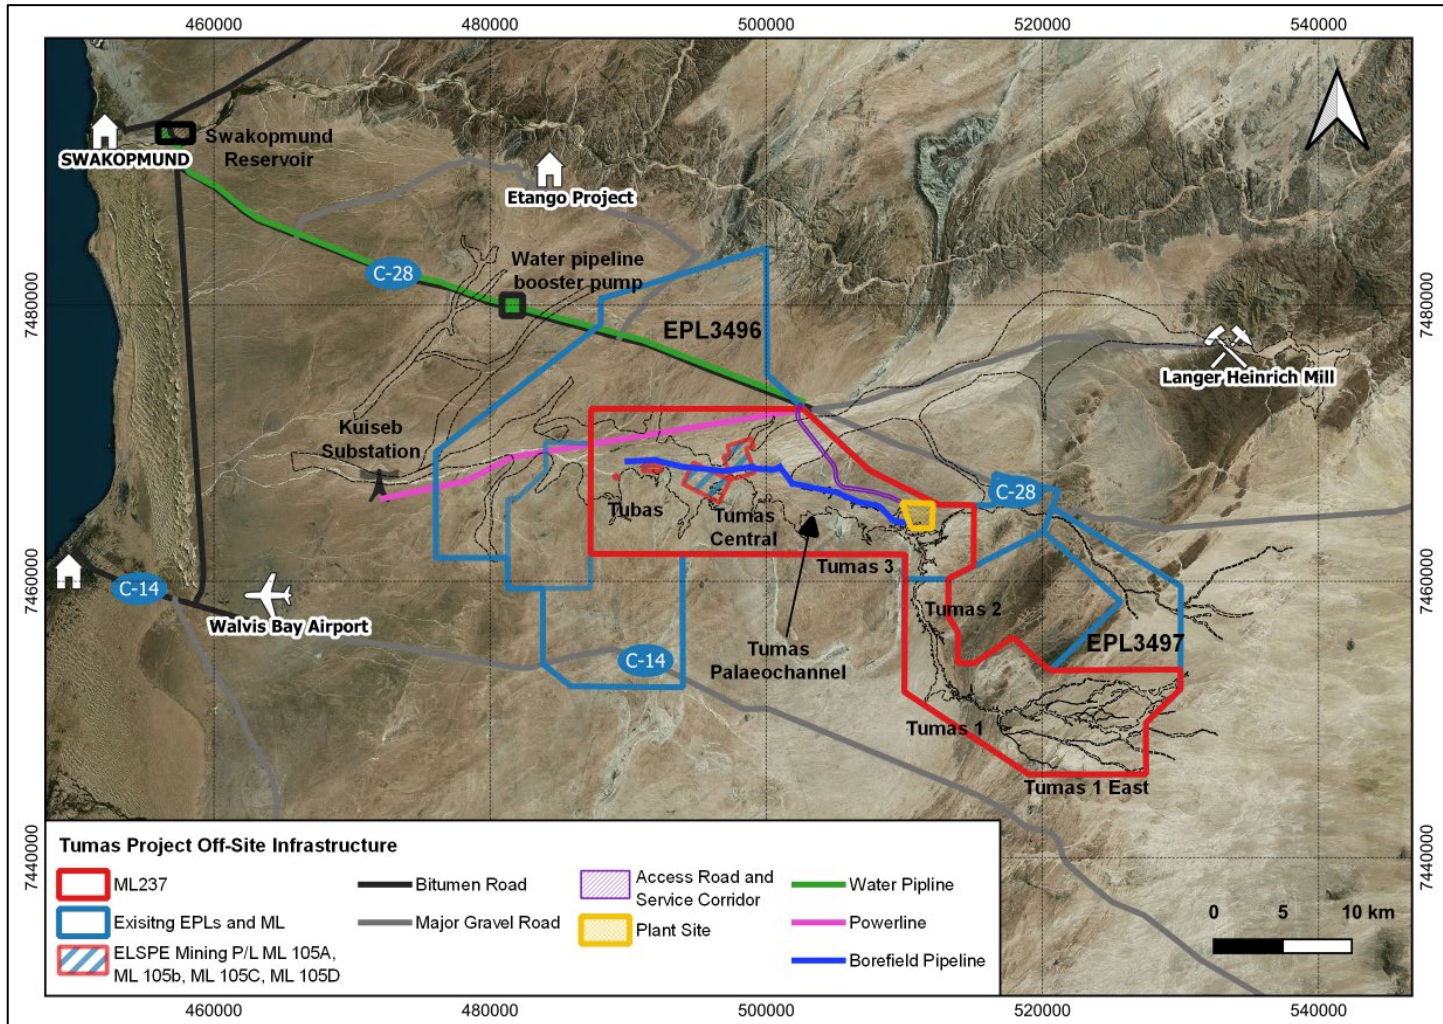 460000
480000
500000
520000
540000
Swakopmund
Reservoir
SWAKOPMUND
Etango Project
Water pipeline
booster pump
C-28
7480000
7480000
EPL3496
Langer Heinrich Mill
Kuiseb
Substation
C-28
Tubas
Tumas
Central
Tumas 3
7460000
7460000
C-14
Walvis Bay Airport
Tumas 2
Tumas
Palaeochannel
EPL3497
C-14
Tumas 1
Tumas 1 East
7440000
7440000
Tumas Project Off-Site Infrastructure
ML237
Exisitng EPLs and ML
ELSPE Mining P/L ML 105A,
ML 105b, ML 105C, ML 105D
Bitumen Road
Major Gravel Road
Access Road and
Service Corridor
Plant Site
Water Pipline
Powerline
Borefield Pipeline
0 5 10 km
460000
480000
500000
520000
540000